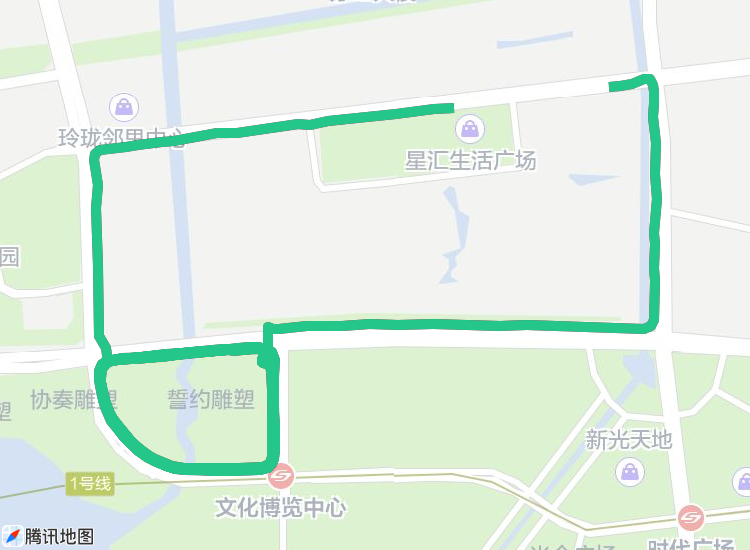 玲珑邻里中心
星汇生活广场
园
协奏雕塑
誓约雕塑
塑
新光天地
1号线
文化博览中心
时代广场
腾讯地图